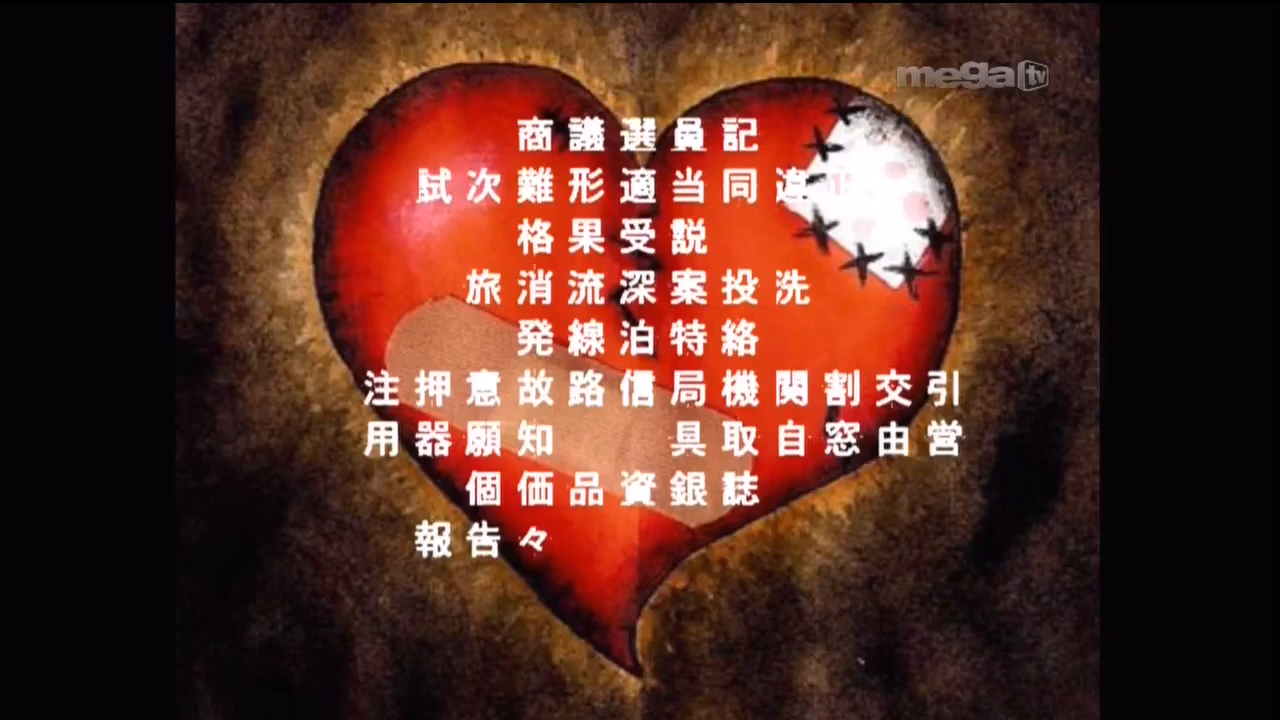 mega tv
商議選員記
試次難形適当同違
格果受説
旅消流深案投洗
発線泊特絡
注押意故路信局機関割交引
用器願知 具取自窓由営
個価品資銀誌
報告々